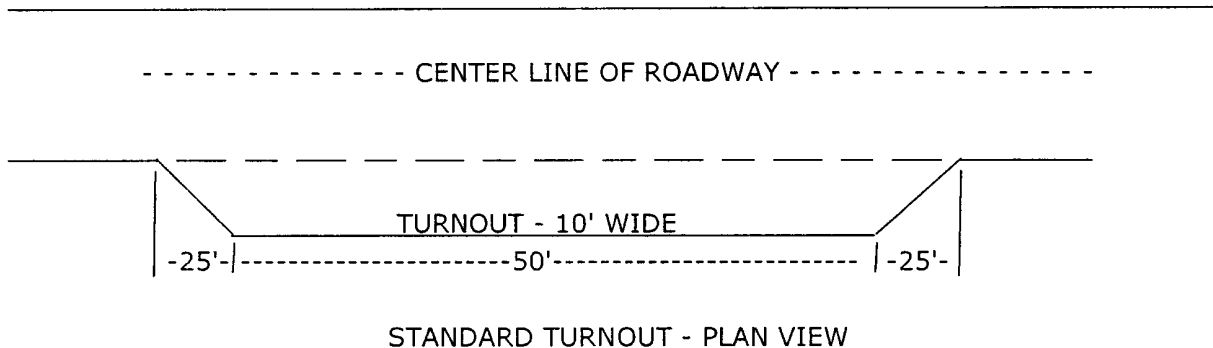 - - - - - - - - - - - - - CENTER LINE OF ROADWAY - - - - - - - - - - - - - - -
TURNOUT - 10' WIDE
-25'-|-----------------------50'-------------------------- |-25'-
STANDARD TURNOUT - PLAN VIEW